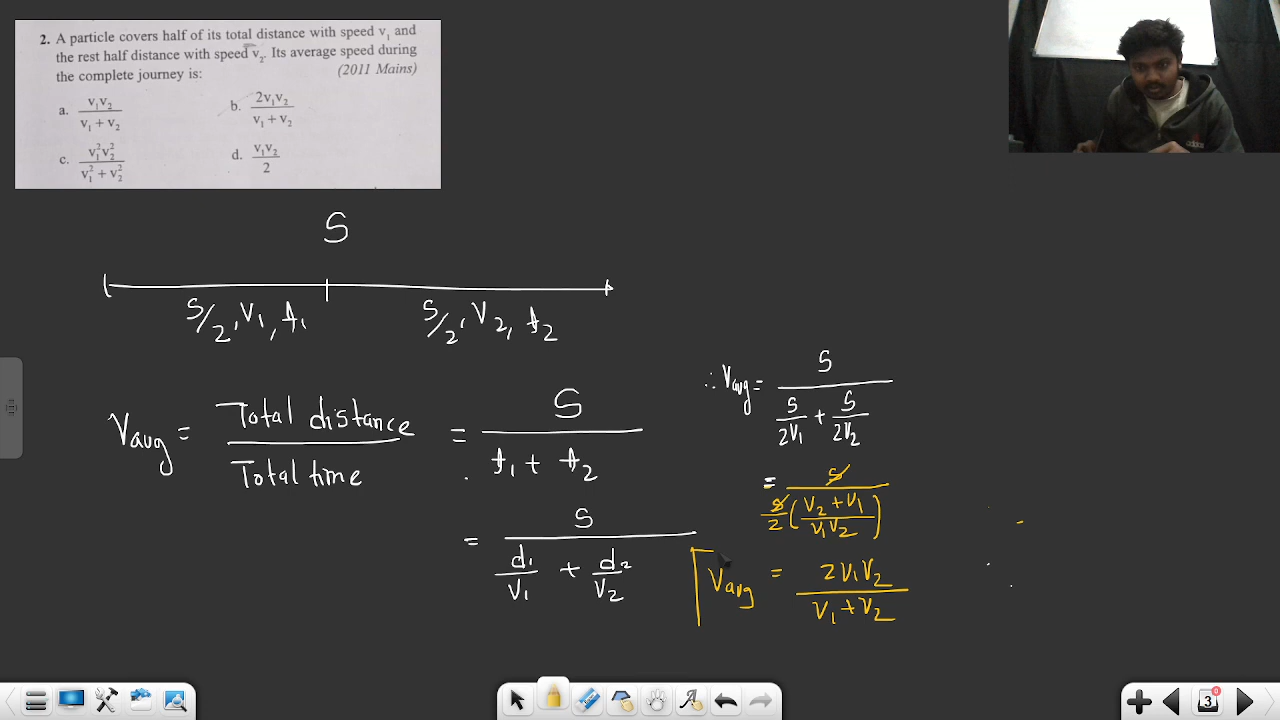 2. A particle covers half of its total distance with speed v₁ and
the rest half distance with speed v₂. Its average speed during
the complete journey is: (2011 Mains)
a. v₁v₂ / v₁ + v₂ b. 2v₁v₂ / v₁ + v₂
c. v₁²v₂² / v₁² + v₂² d. v₁v₂ / 2
S
S/2, V₁, t₁ S/2, V₂, t₂
Vavg = Total distance / Total time = S / t₁ + t₂
= S / d₁/V₁ + d₂/V₂
∴ Vavg = S / S/2V₁ + S/2V₂
= S / S/2 (V₂ + V₁ / V₁V₂)
Vavg = 2V₁V₂ / V₁ + V₂
adidas
3
0